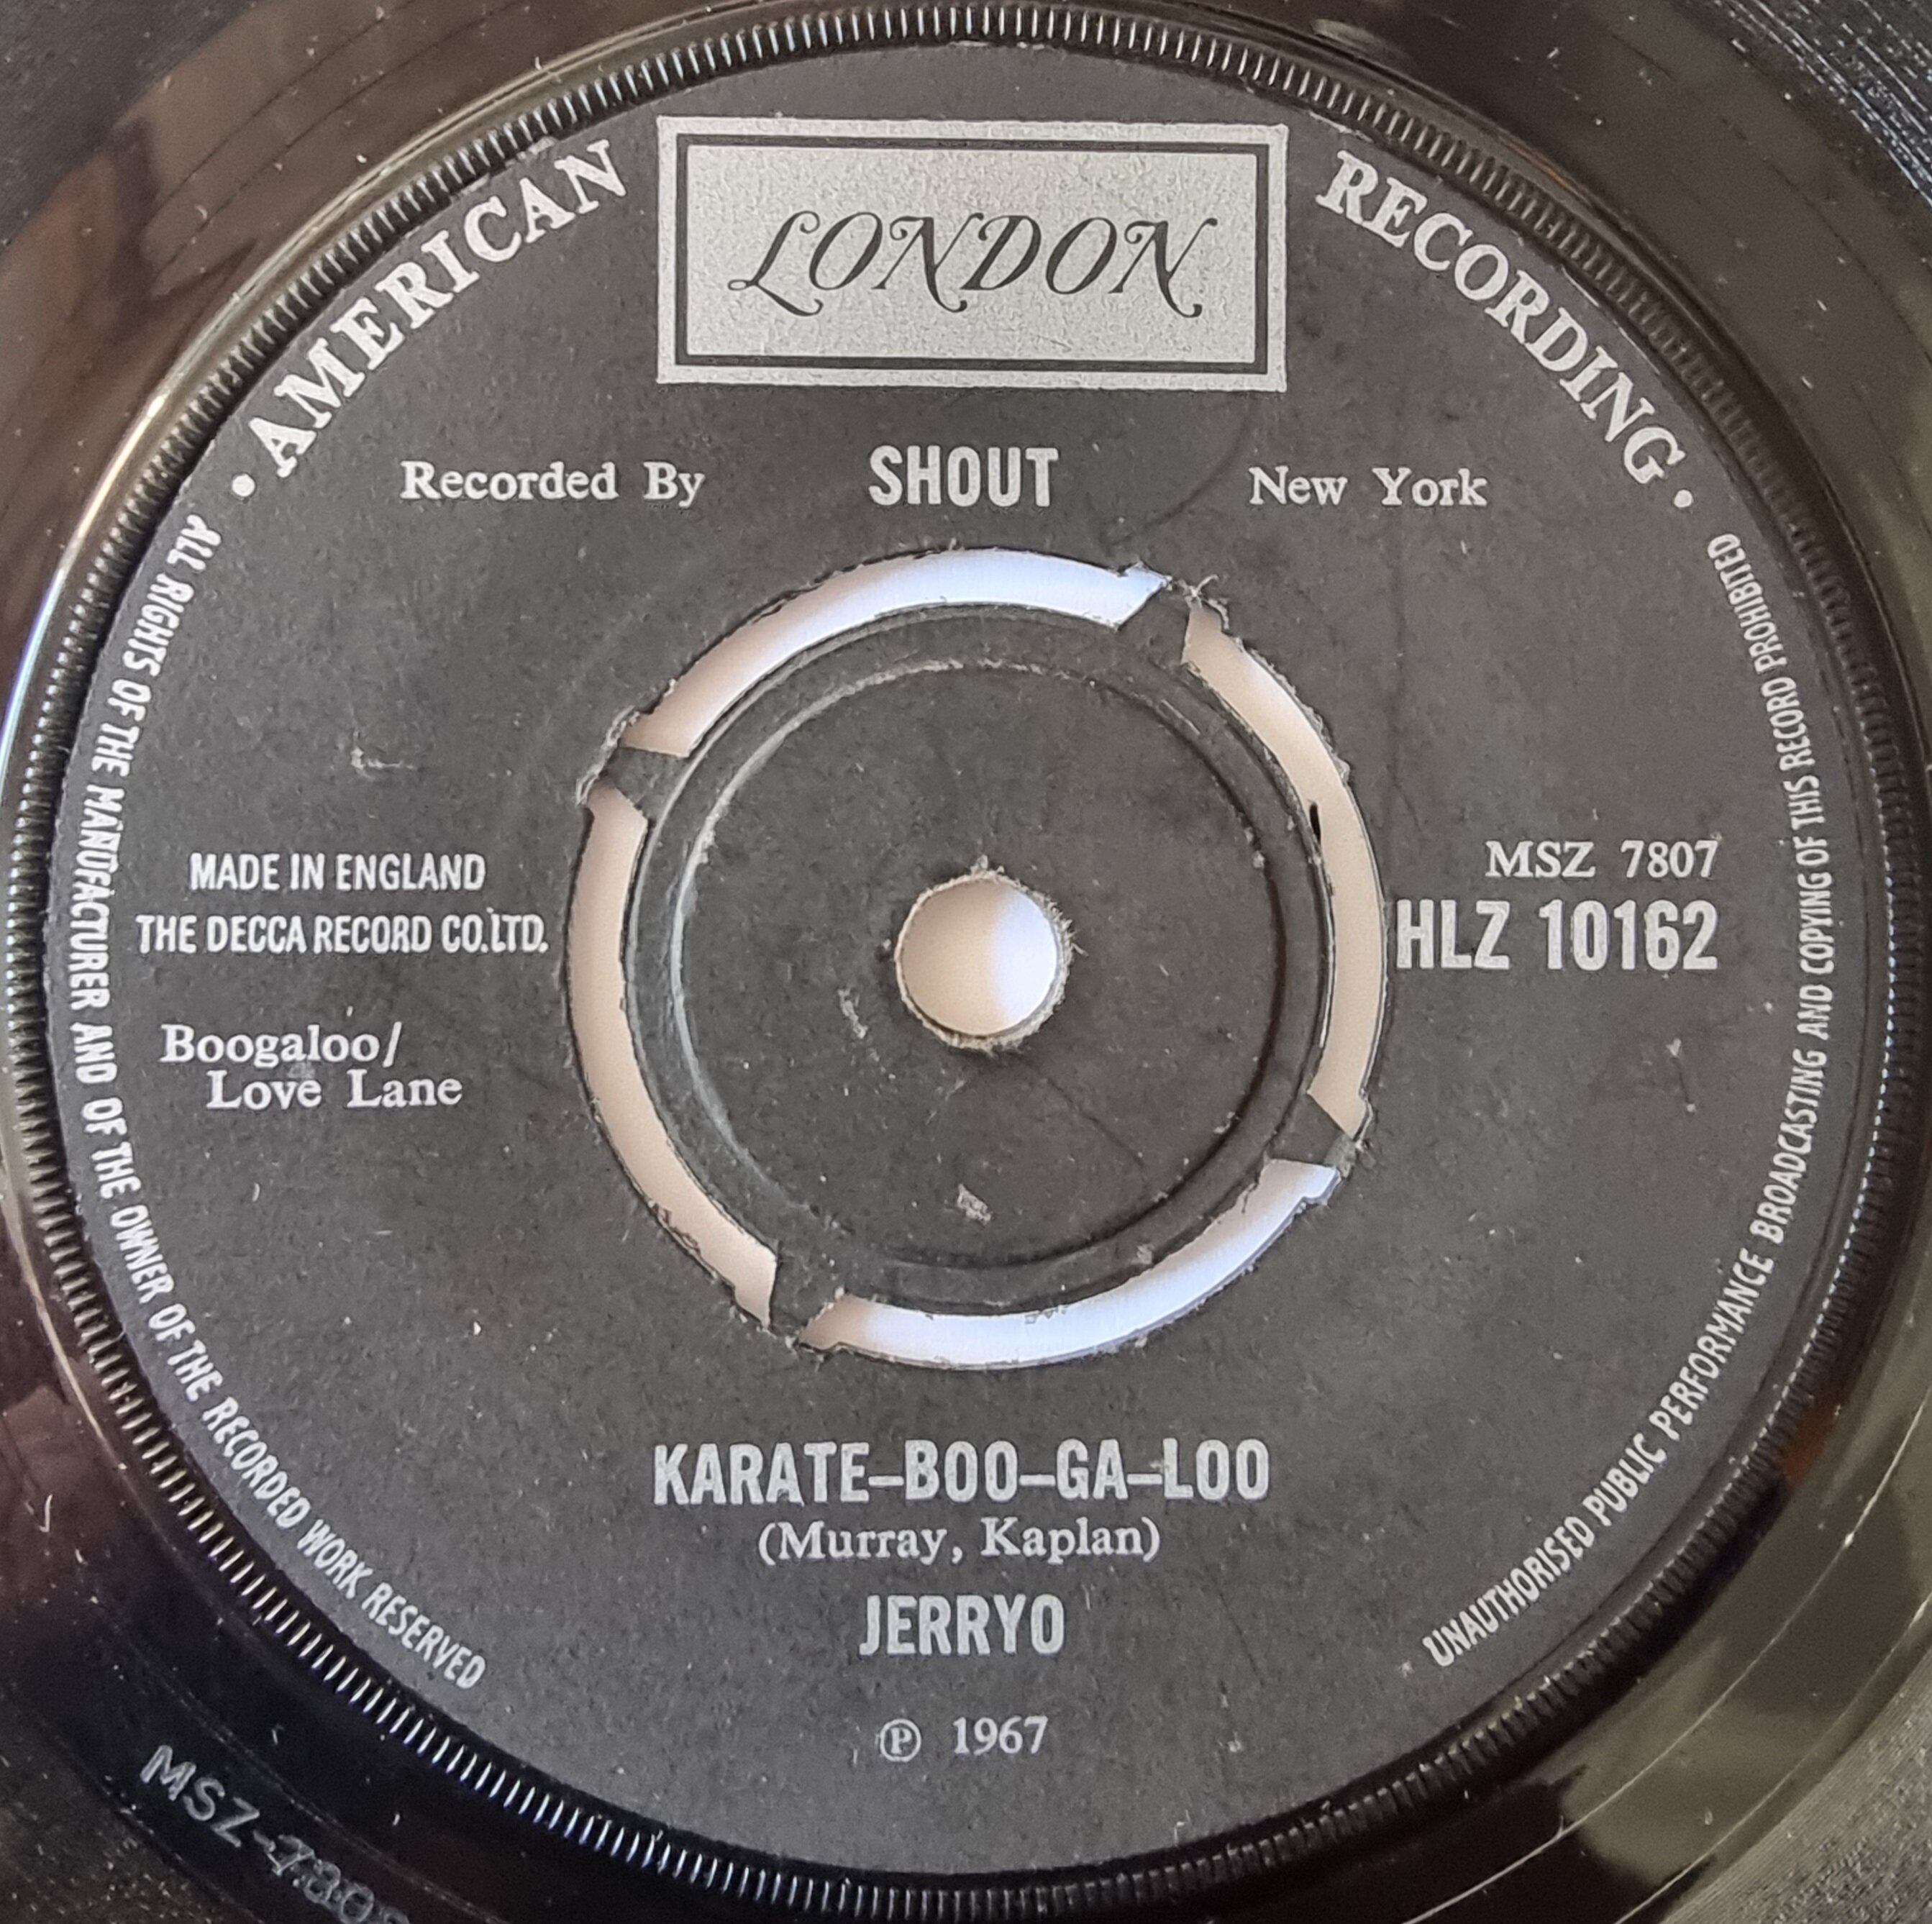 AMERICAN RECORDING
LONDON
Recorded By SHOUT New York
MADE IN ENGLAND
THE DECCA RECORD CO. LTD.
MSZ 7807
HLZ 10162
Boogaloo/
Love Lane
KARATE–BOO–GA–LOO
(Murray, Kaplan)
JERRYO
℗ 1967
ALL RIGHTS OF THE MANUFACTURER AND OF THE OWNER OF THE RECORDED WORK RESERVED
UNAUTHORISED PUBLIC PERFORMANCE BROADCASTING AND COPYING OF THIS RECORD PROHIBITED